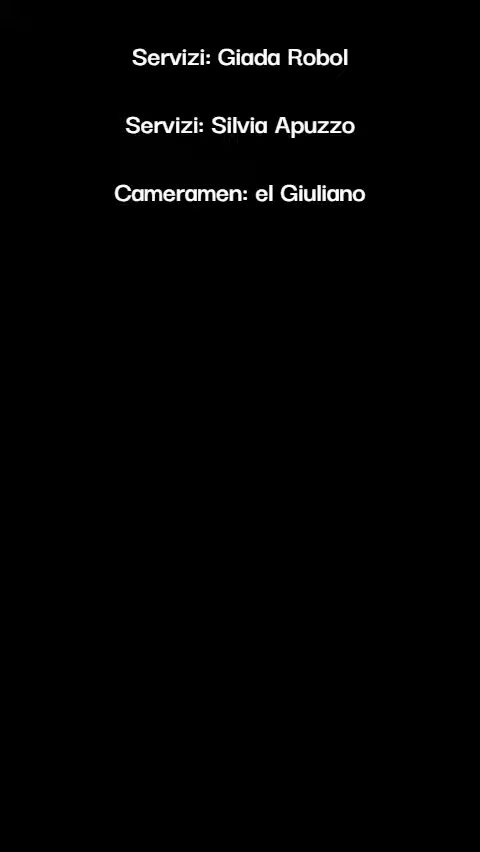 Servizi: Giada Robol
Servizi: Silvia Apuzzo
Cameramen: el Giuliano